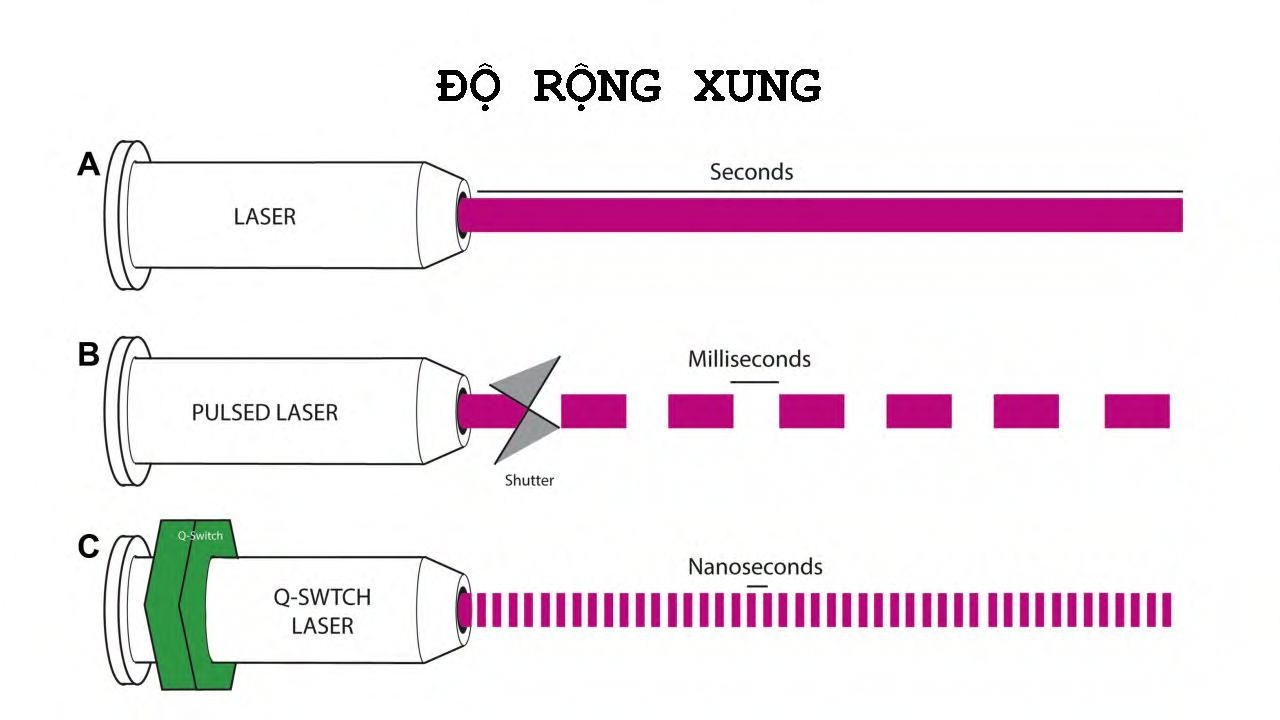 ĐỘ RỘNG XUNG
A
Seconds
LASER
B
Milliseconds
PULSED LASER
Shutter
C
Q-Switch
Nanoseconds
Q-SWTCH
LASER